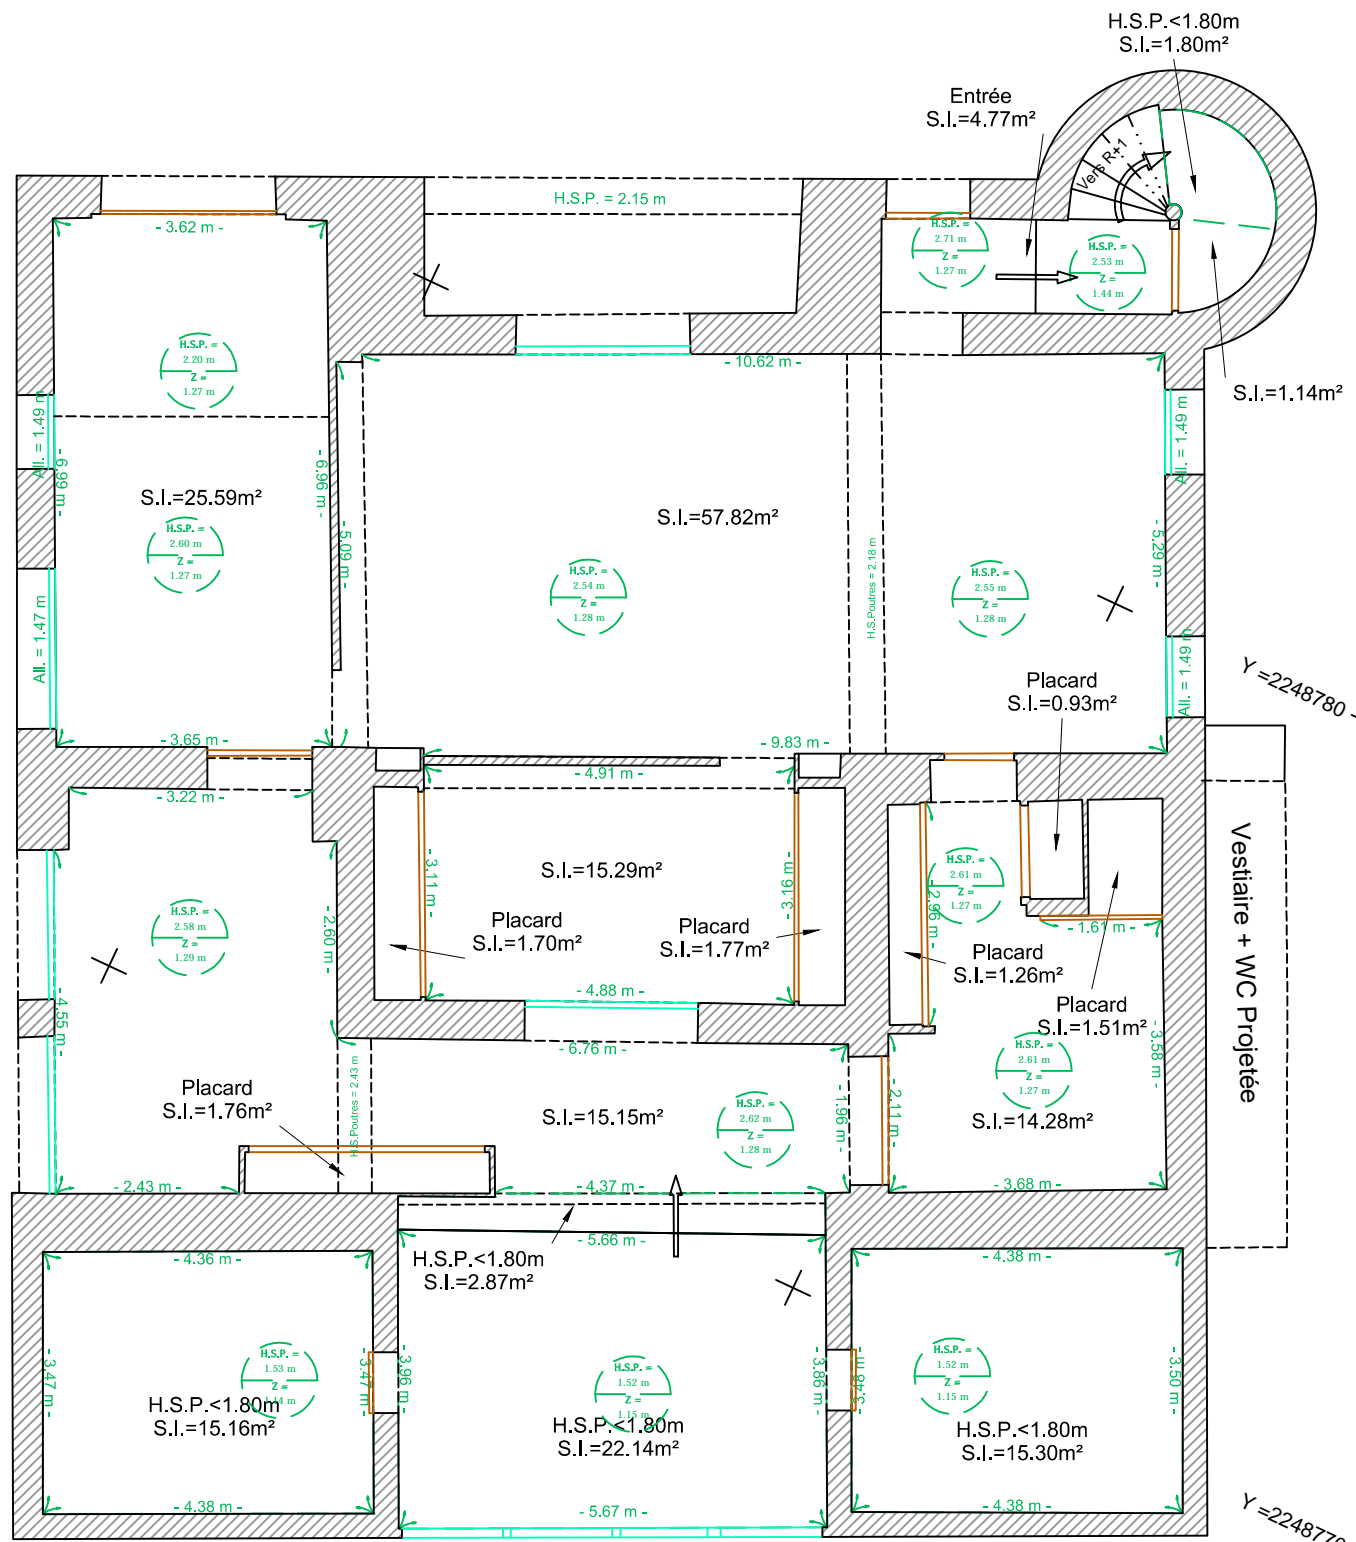 H.S.P.<1.80m
S.I.=1.80m²
Entrée
S.I.=4.77m²
Vers R+1
H.S.P. = 2.15 m
- 3.62 m -
H.S.P. =
2.71 m
Z =
1.27 m
H.S.P. =
2.53 m
Z =
1.44 m
H.S.P. =
2.20 m
Z =
1.27 m
- 10.62 m -
S.I.=1.14m²
All. = 1.49 m
- 6.99 m -
- 6.96 m -
All. = 1.49 m
S.I.=25.59m²
S.I.=57.82m²
H.S.P. =
2.60 m
Z =
1.27 m
- 5.09 m -
H.S.P. =
2.54 m
Z =
1.28 m
H.S.Poutres = 2.18 m
H.S.P. =
2.55 m
Z =
1.28 m
- 5.29 m -
All. = 1.47 m
All. = 1.49 m
Y =2248780 -
Placard
S.I.=0.93m²
- 3.65 m -
- 9.83 m -
- 4.91 m -
- 3.22 m -
S.I.=15.29m²
- 3.11 m -
- 3.16 m -
H.S.P. =
2.61 m
Z =
1.27 m
- 2.96 m -
Vestiaire + WC Projetée
H.S.P. =
2.58 m
Z =
1.29 m
- 2.60 m -
Placard
S.I.=1.70m²
Placard
S.I.=1.77m²
- 1.61 m -
Placard
S.I.=1.26m²
Placard
S.I.=1.51m²
- 4.88 m -
- 4.55 m -
- 6.76 m -
- 3.58 m -
H.S.P. =
2.61 m
Z =
1.27 m
Placard
S.I.=1.76m²
H.S.Poutres = 2.43 m
S.I.=15.15m²
H.S.P. =
2.62 m
Z =
1.28 m
- 1.96 m -
- 2.11 m -
S.I.=14.28m²
- 2.43 m -
- 4.37 m -
- 3.68 m -
H.S.P.<1.80m
S.I.=2.87m²
- 5.66 m -
- 4.36 m -
- 4.38 m -
- 3.47 m -
H.S.P. =
1.53 m
Z =
1.14 m
- 3.47 m -
- 3.96 m -
H.S.P. =
1.52 m
Z =
1.15 m
- 3.86 m -
- 3.48 m -
H.S.P. =
1.52 m
Z =
1.15 m
- 3.50 m -
H.S.P.<1.80m
S.I.=15.16m²
H.S.P.<1.80m
S.I.=22.14m²
H.S.P.<1.80m
S.I.=15.30m²
- 4.38 m -
- 5.67 m -
- 4.38 m -
Y =2248770